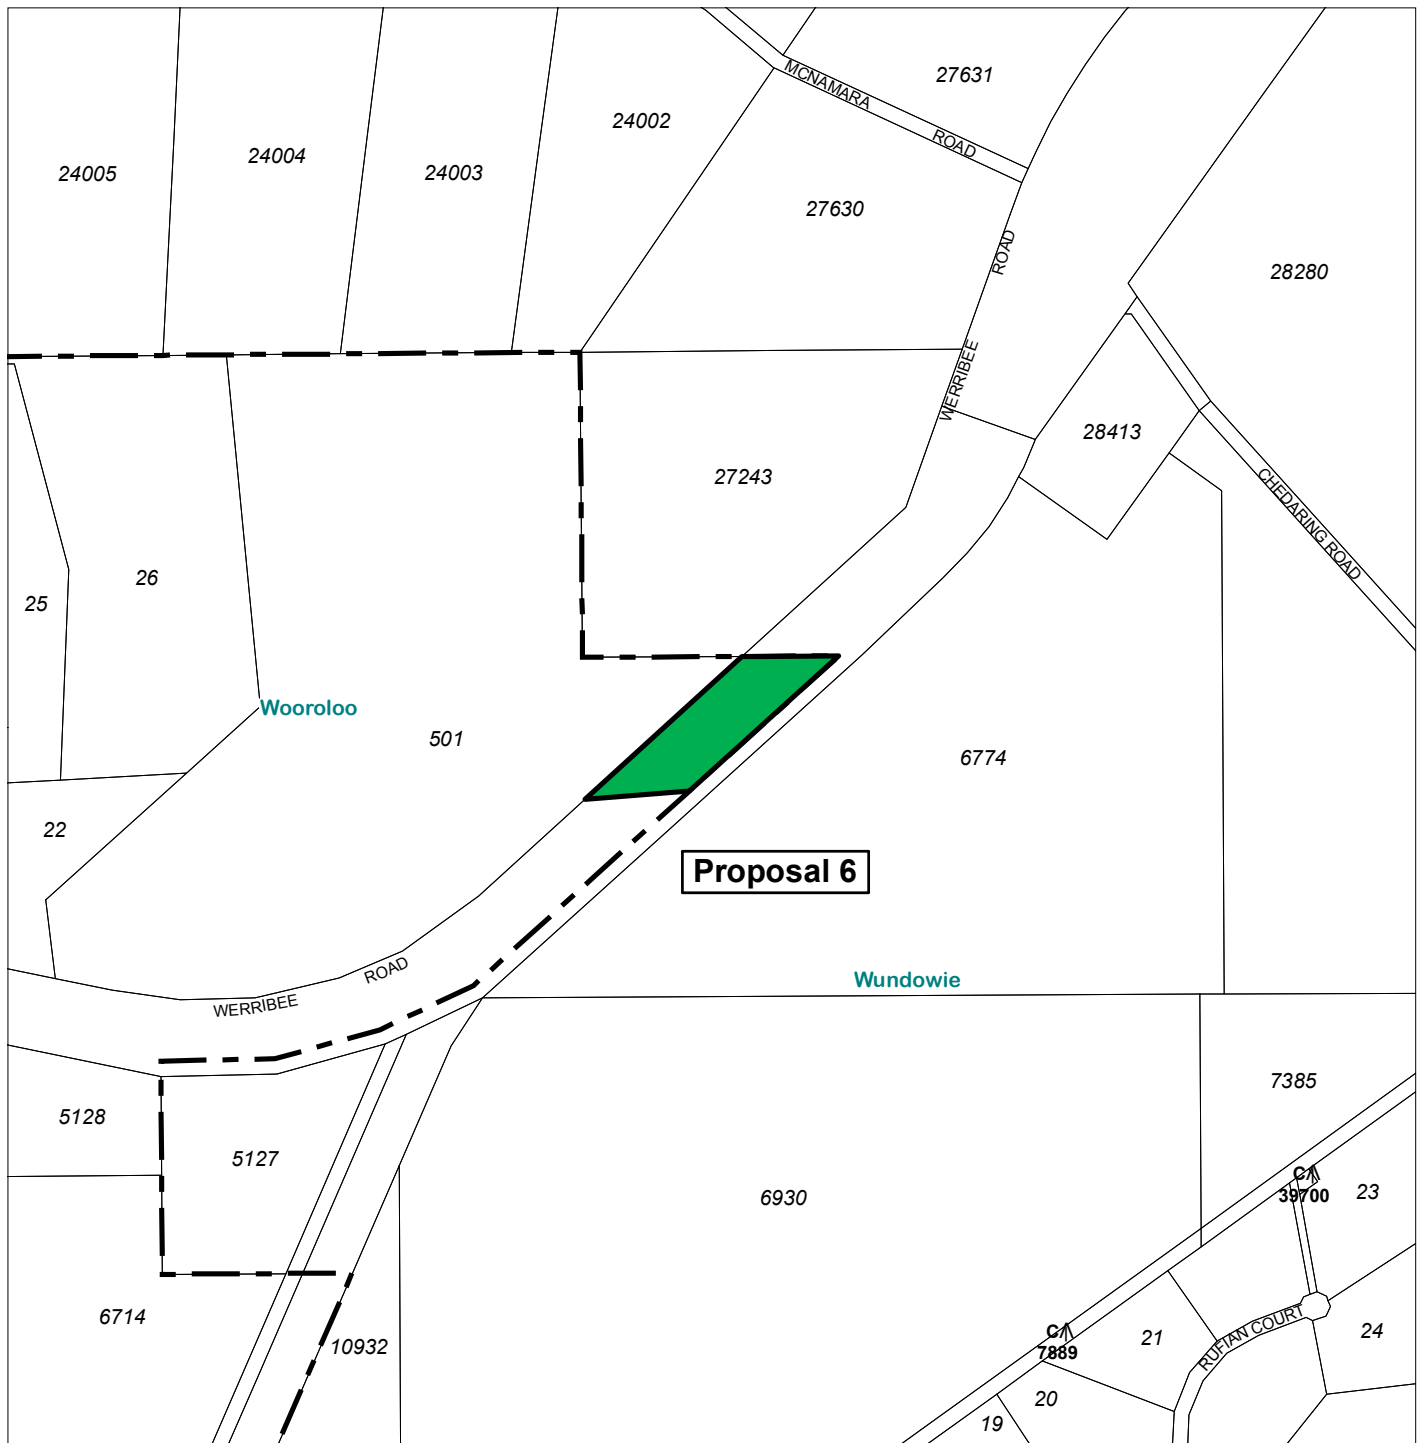 27631
MCNAMARA
ROAD
24002
24004
24005
24003
27630
ROAD
28280
WERRIBEE
28413
27243
CHEDARING ROAD
26
25
Wooroloo
501
6774
22
Proposal 6
ROAD
Wundowie
WERRIBEE
7385
5128
5127
C/\
39700
23
6930
6714
10932
RUFIAN COURT
C/\
7889
21
24
20
19